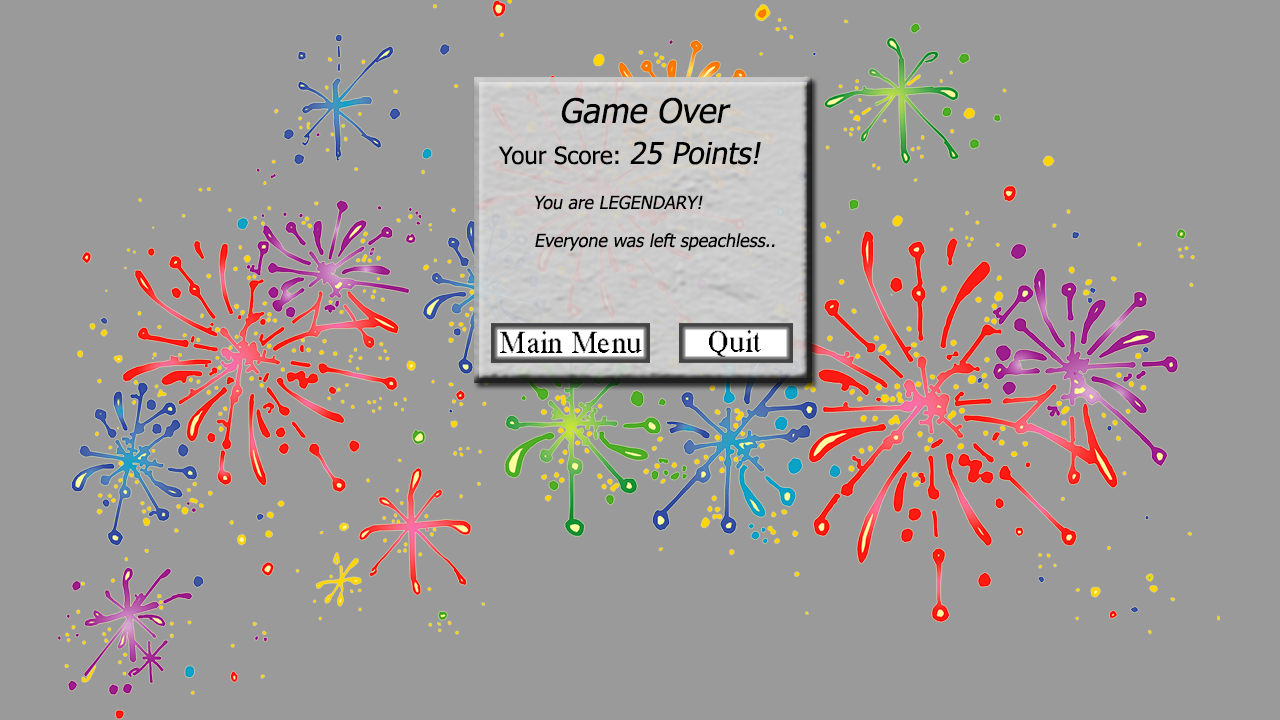 Game Over
Your Score: 25 Points!
You are LEGENDARY!
Everyone was left speachless..
Main Menu Quit